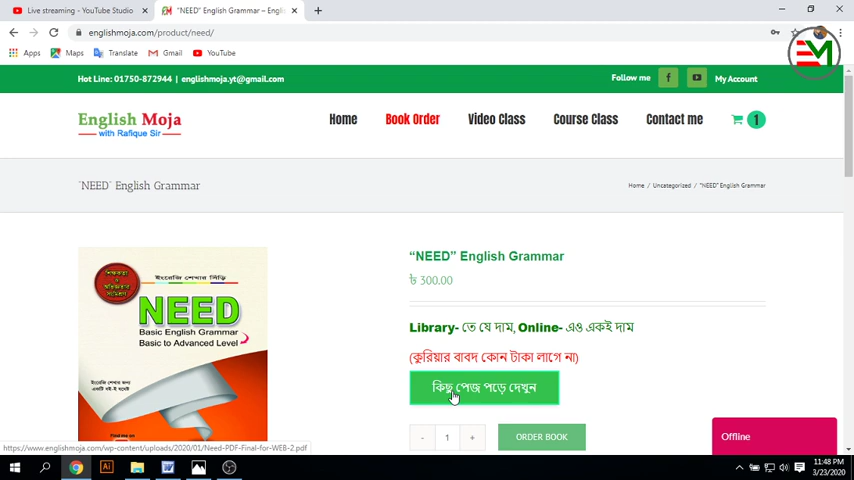 Live streaming - YouTube Studio
"NEED" English Grammar – Engli
englishmoja.com/product/need/
Apps
Maps
Translate
Gmail
YouTube
EM
Hot Line: 01750-872944 | englishmoja.yt@gmail.com
Follow me
My Account
English Moja
with Rafique Sir
Home
Book Order
Video Class
Course Class
Contact me
1
"NEED" English Grammar
Home / Uncategorized / "NEED" English Grammar
ইংরেজি শেখার সিঁড়ি
NEED
Basic English Grammar
Basic to Advanced Level
"NEED" English Grammar
৳ 300.00
Library- তে যে দাম, Online- এও একই দাম
(কুরিয়ার বাবদ কোন টাকা লাগে না)
কিছু পেজ পড়ে দেখুন
- 1 +
ORDER BOOK
Offline
https://www.englishmoja.com/wp-content/uploads/2020/01/Need-PDF-Final-for-WEB-2.pdf
11:48 PM
3/23/2020